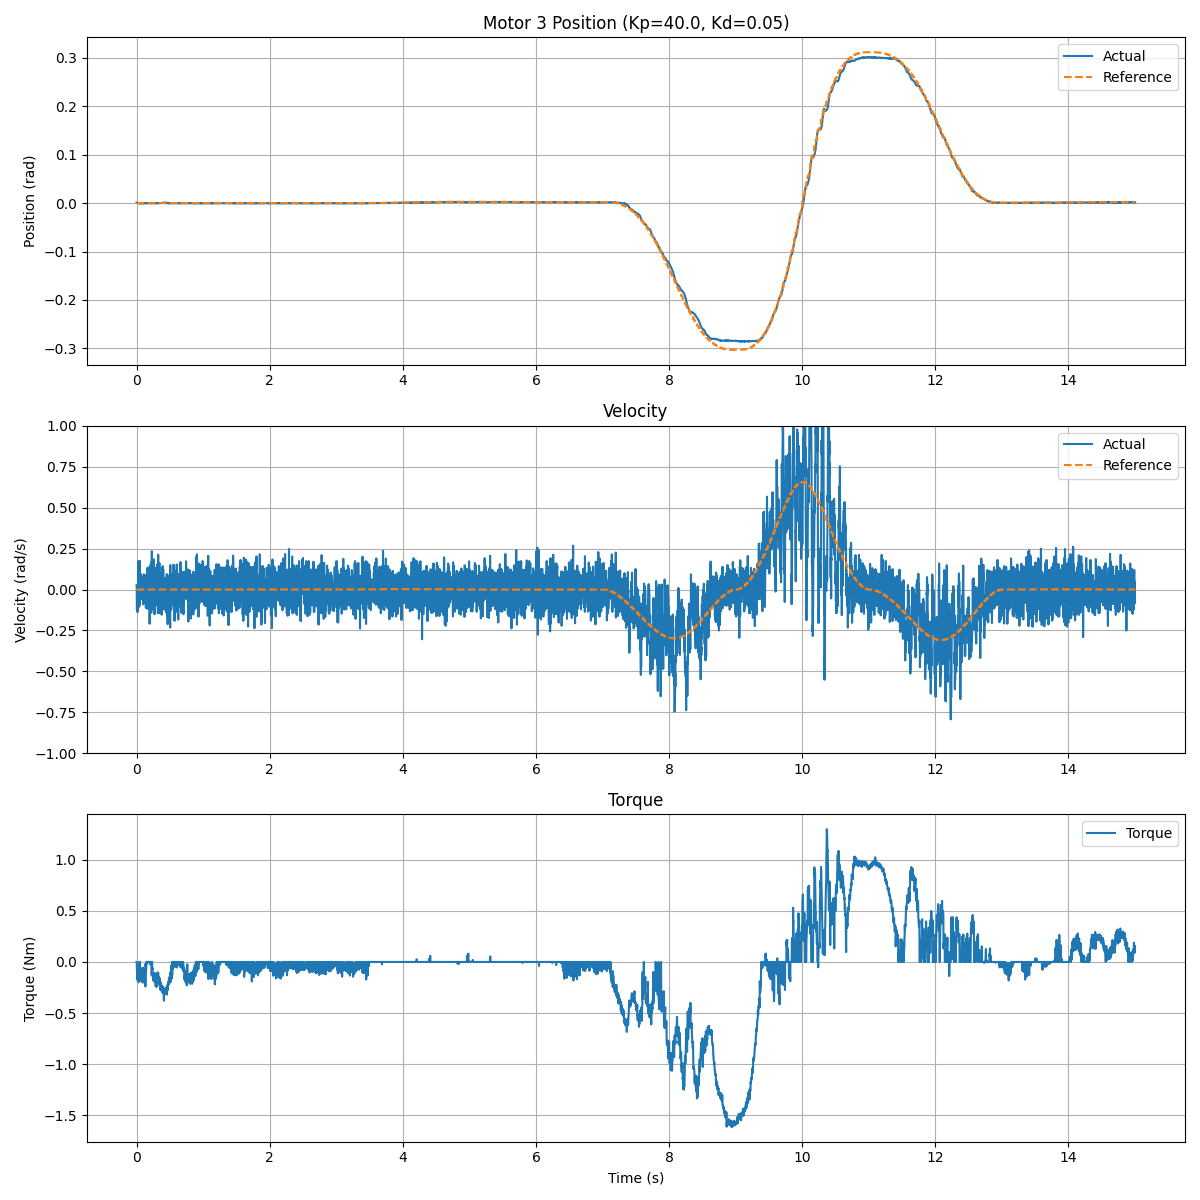 Motor 3 Position (Kp=40.0, Kd=0.05)
Actual
Reference
Position (rad)
0.3
0.2
0.1
0.0
−0.1
−0.2
−0.3
0 2 4 6 8 10 12 14
Velocity
Actual
Reference
Velocity (rad/s)
1.00
0.75
0.50
0.25
0.00
−0.25
−0.50
−0.75
−1.00
0 2 4 6 8 10 12 14
Torque
Torque
Torque (Nm)
1.0
0.5
0.0
−0.5
−1.0
−1.5
0 2 4 6 8 10 12 14
Time (s)